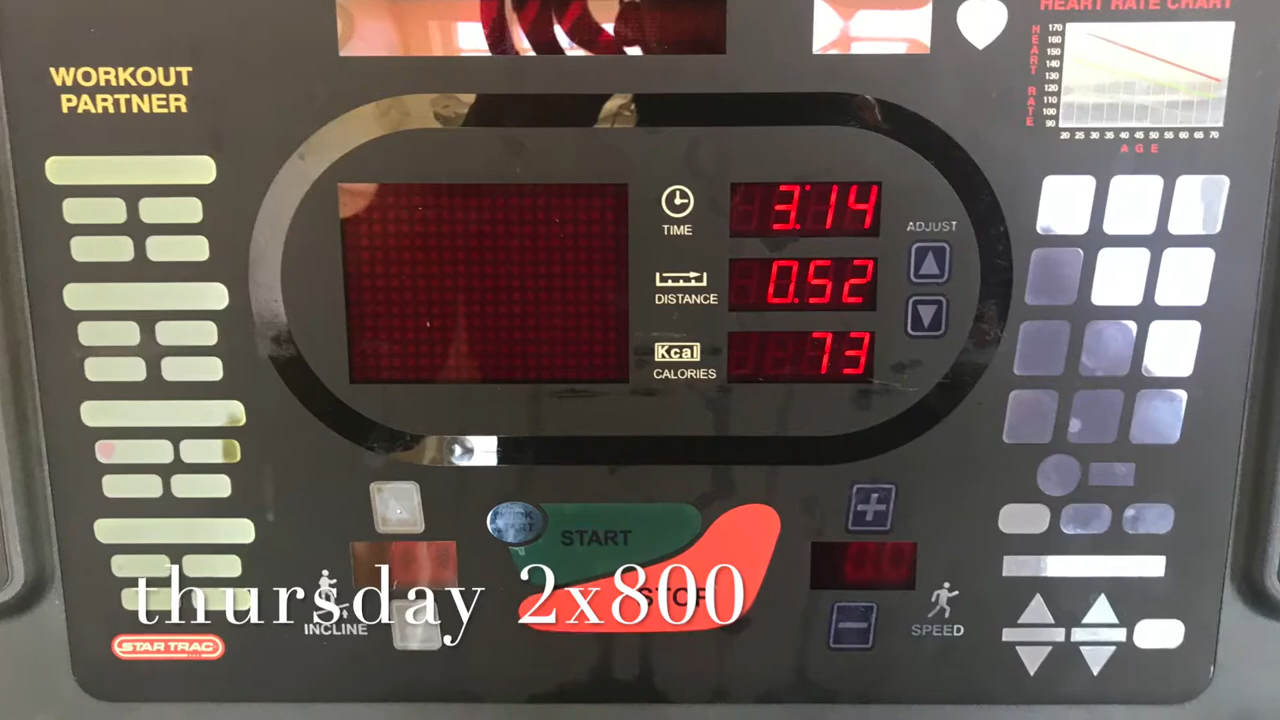 HEART RATE CHART
WORKOUT
PARTNER
HEART RATE
170
160
150
140
130
120
110
100
90
20 25 30 35 40 45 50 55 60 65 70
AGE
TIME
3:14
ADJUST
DISTANCE
0.52
Kcal
CALORIES
73
QUICK
START
START
STOP
thursday 2x800
INCLINE
SPEED
STAR TRAC